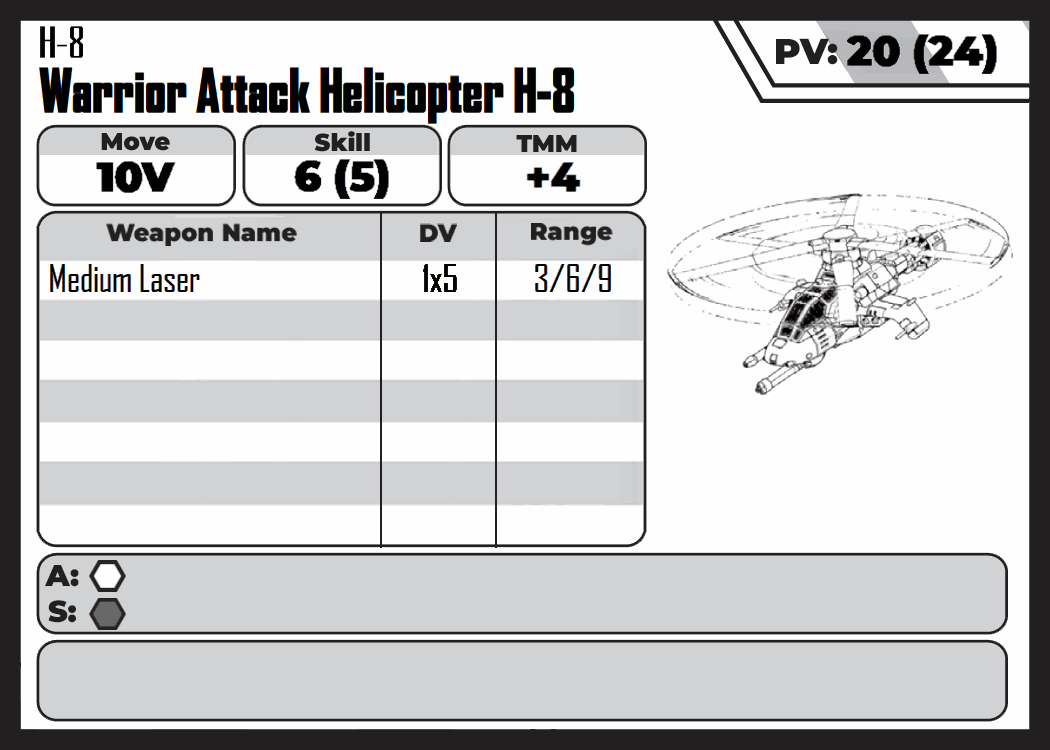 H-8
Warrior Attack Helicopter H-8
PV: 20 (24)
Move Skill TMM
10V 6 (5) +4
Weapon Name DV Range
Medium Laser 1x5 3/6/9
A:
S: